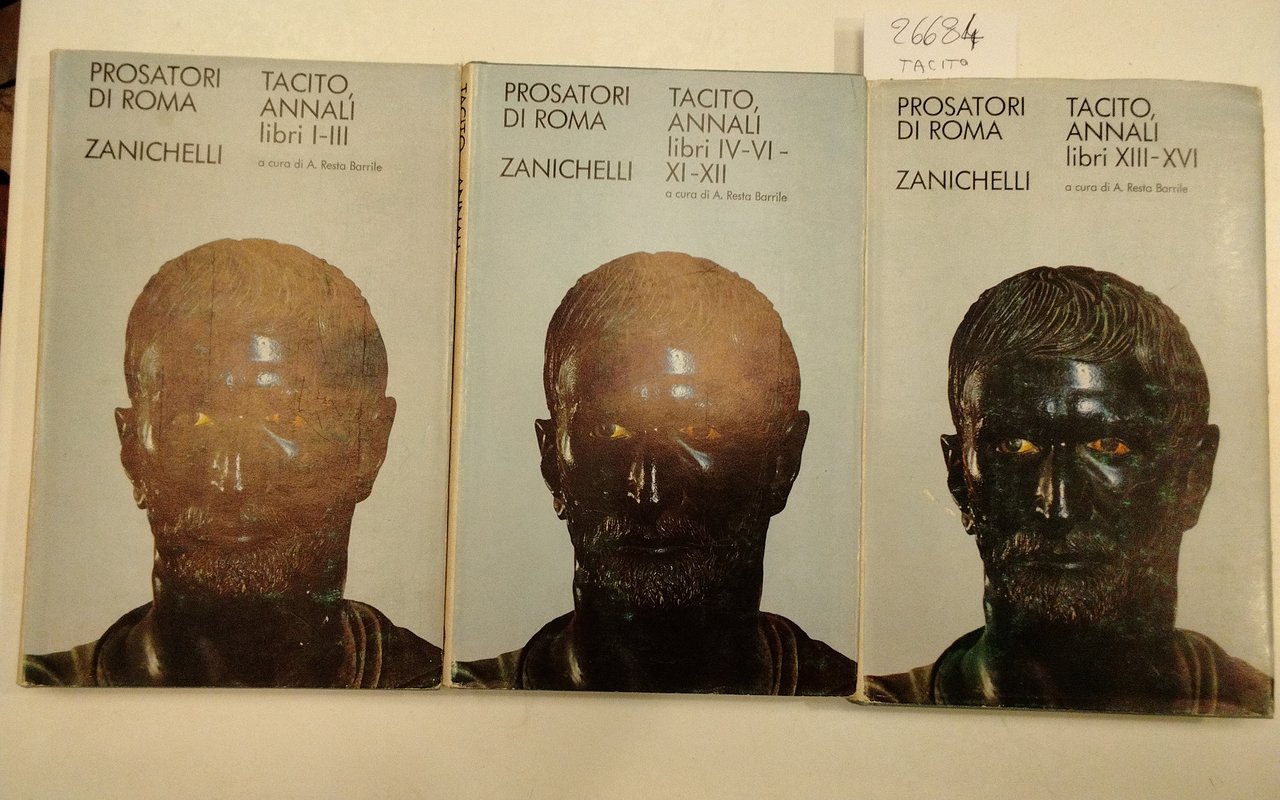 PROSATORI
DI ROMA
ZANICHELLI
TACITO,
ANNALI
libri I-III
a cura di A. Resta Barrile
TACITO, ANNALI
PROSATORI
DI ROMA
ZANICHELLI
TACITO,
ANNALI
libri IV-VI-
XI-XII
a cura di A. Resta Barrile
26684
TACITO
PROSATORI
DI ROMA
ZANICHELLI
TACITO,
ANNALI
libri XIII-XVI
a cura di A. Resta Barrile